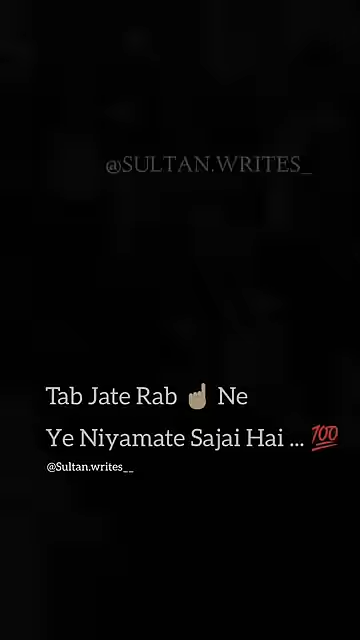 @SULTAN.WRITES_
Tab Jate Rab ☝🏼 Ne
Ye Niyamate Sajai Hai ... 💯
@Sultan.writes__